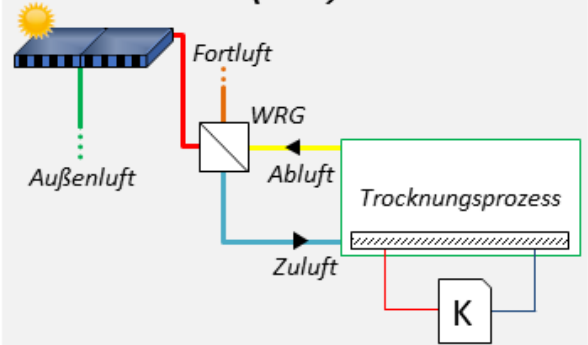 Fortluft
WRG
Abluft
Außenluft
Trocknungsprozess
Zuluft
K